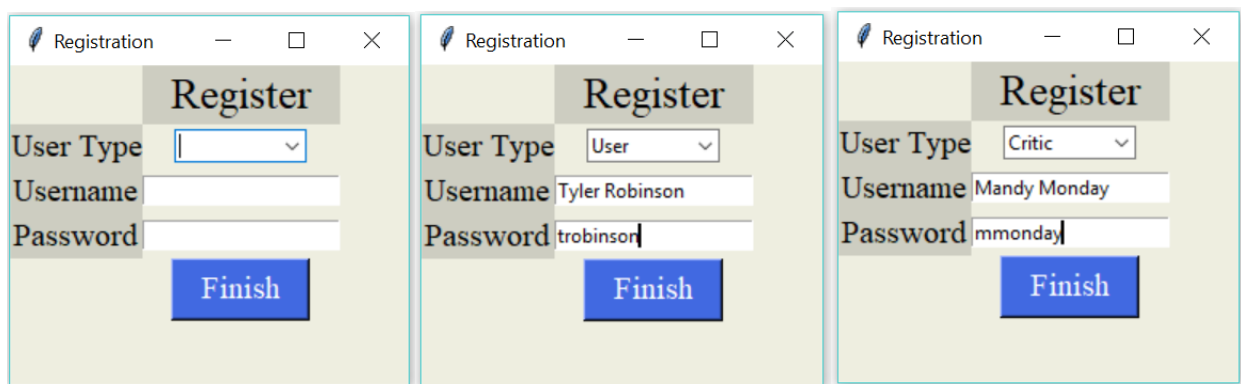 Registration
Register
User Type
Username
Password
Finish
Registration
Register
User Type User
Username Tyler Robinson
Password trobinson
Finish
Registration
Register
User Type Critic
Username Mandy Monday
Password mmonday
Finish